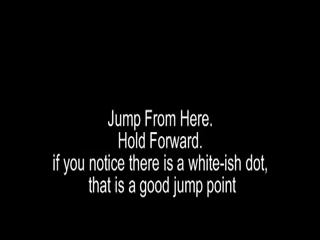 Jump From Here.
Hold Forward.
if you notice there is a white-ish dot,
that is a good jump point